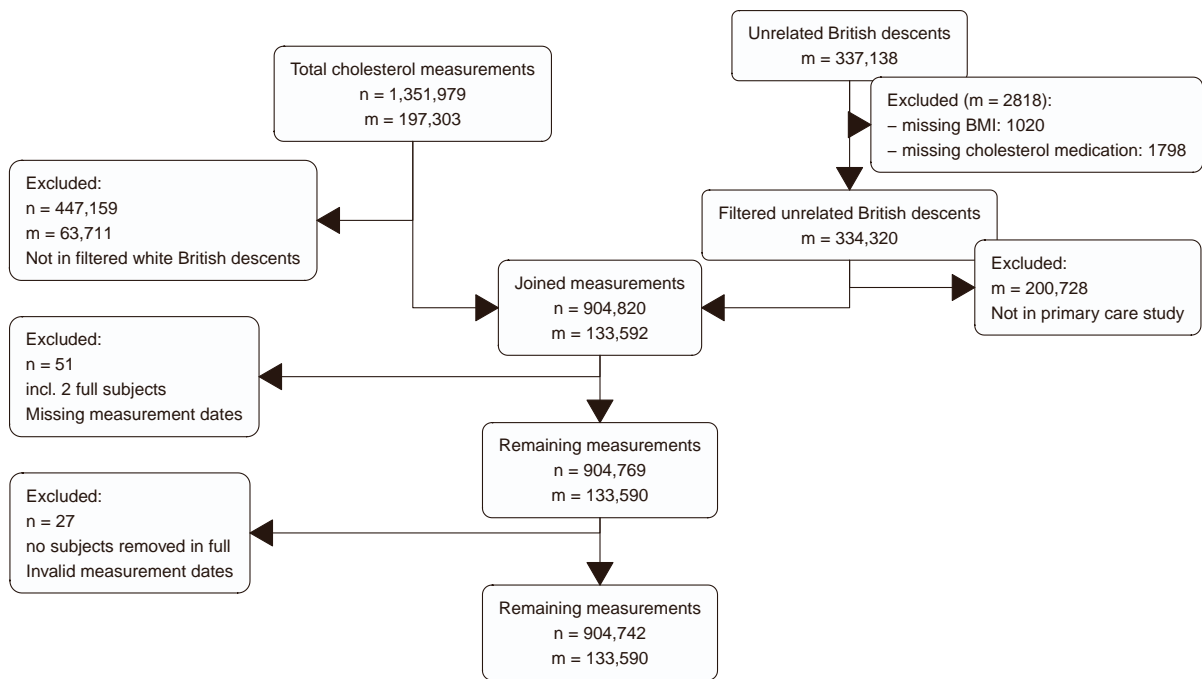 Unrelated British descents
m = 337,138
Total cholesterol measurements
n = 1,351,979
m = 197,303
Excluded (m = 2818):
– missing BMI: 1020
– missing cholesterol medication: 1798
Excluded:
n = 447,159
m = 63,711
Not in filtered white British descents
Filtered unrelated British descents
m = 334,320
Excluded:
m = 200,728
Not in primary care study
Joined measurements
n = 904,820
m = 133,592
Excluded:
n = 51
incl. 2 full subjects
Missing measurement dates
Remaining measurements
n = 904,769
m = 133,590
Excluded:
n = 27
no subjects removed in full
Invalid measurement dates
Remaining measurements
n = 904,742
m = 133,590